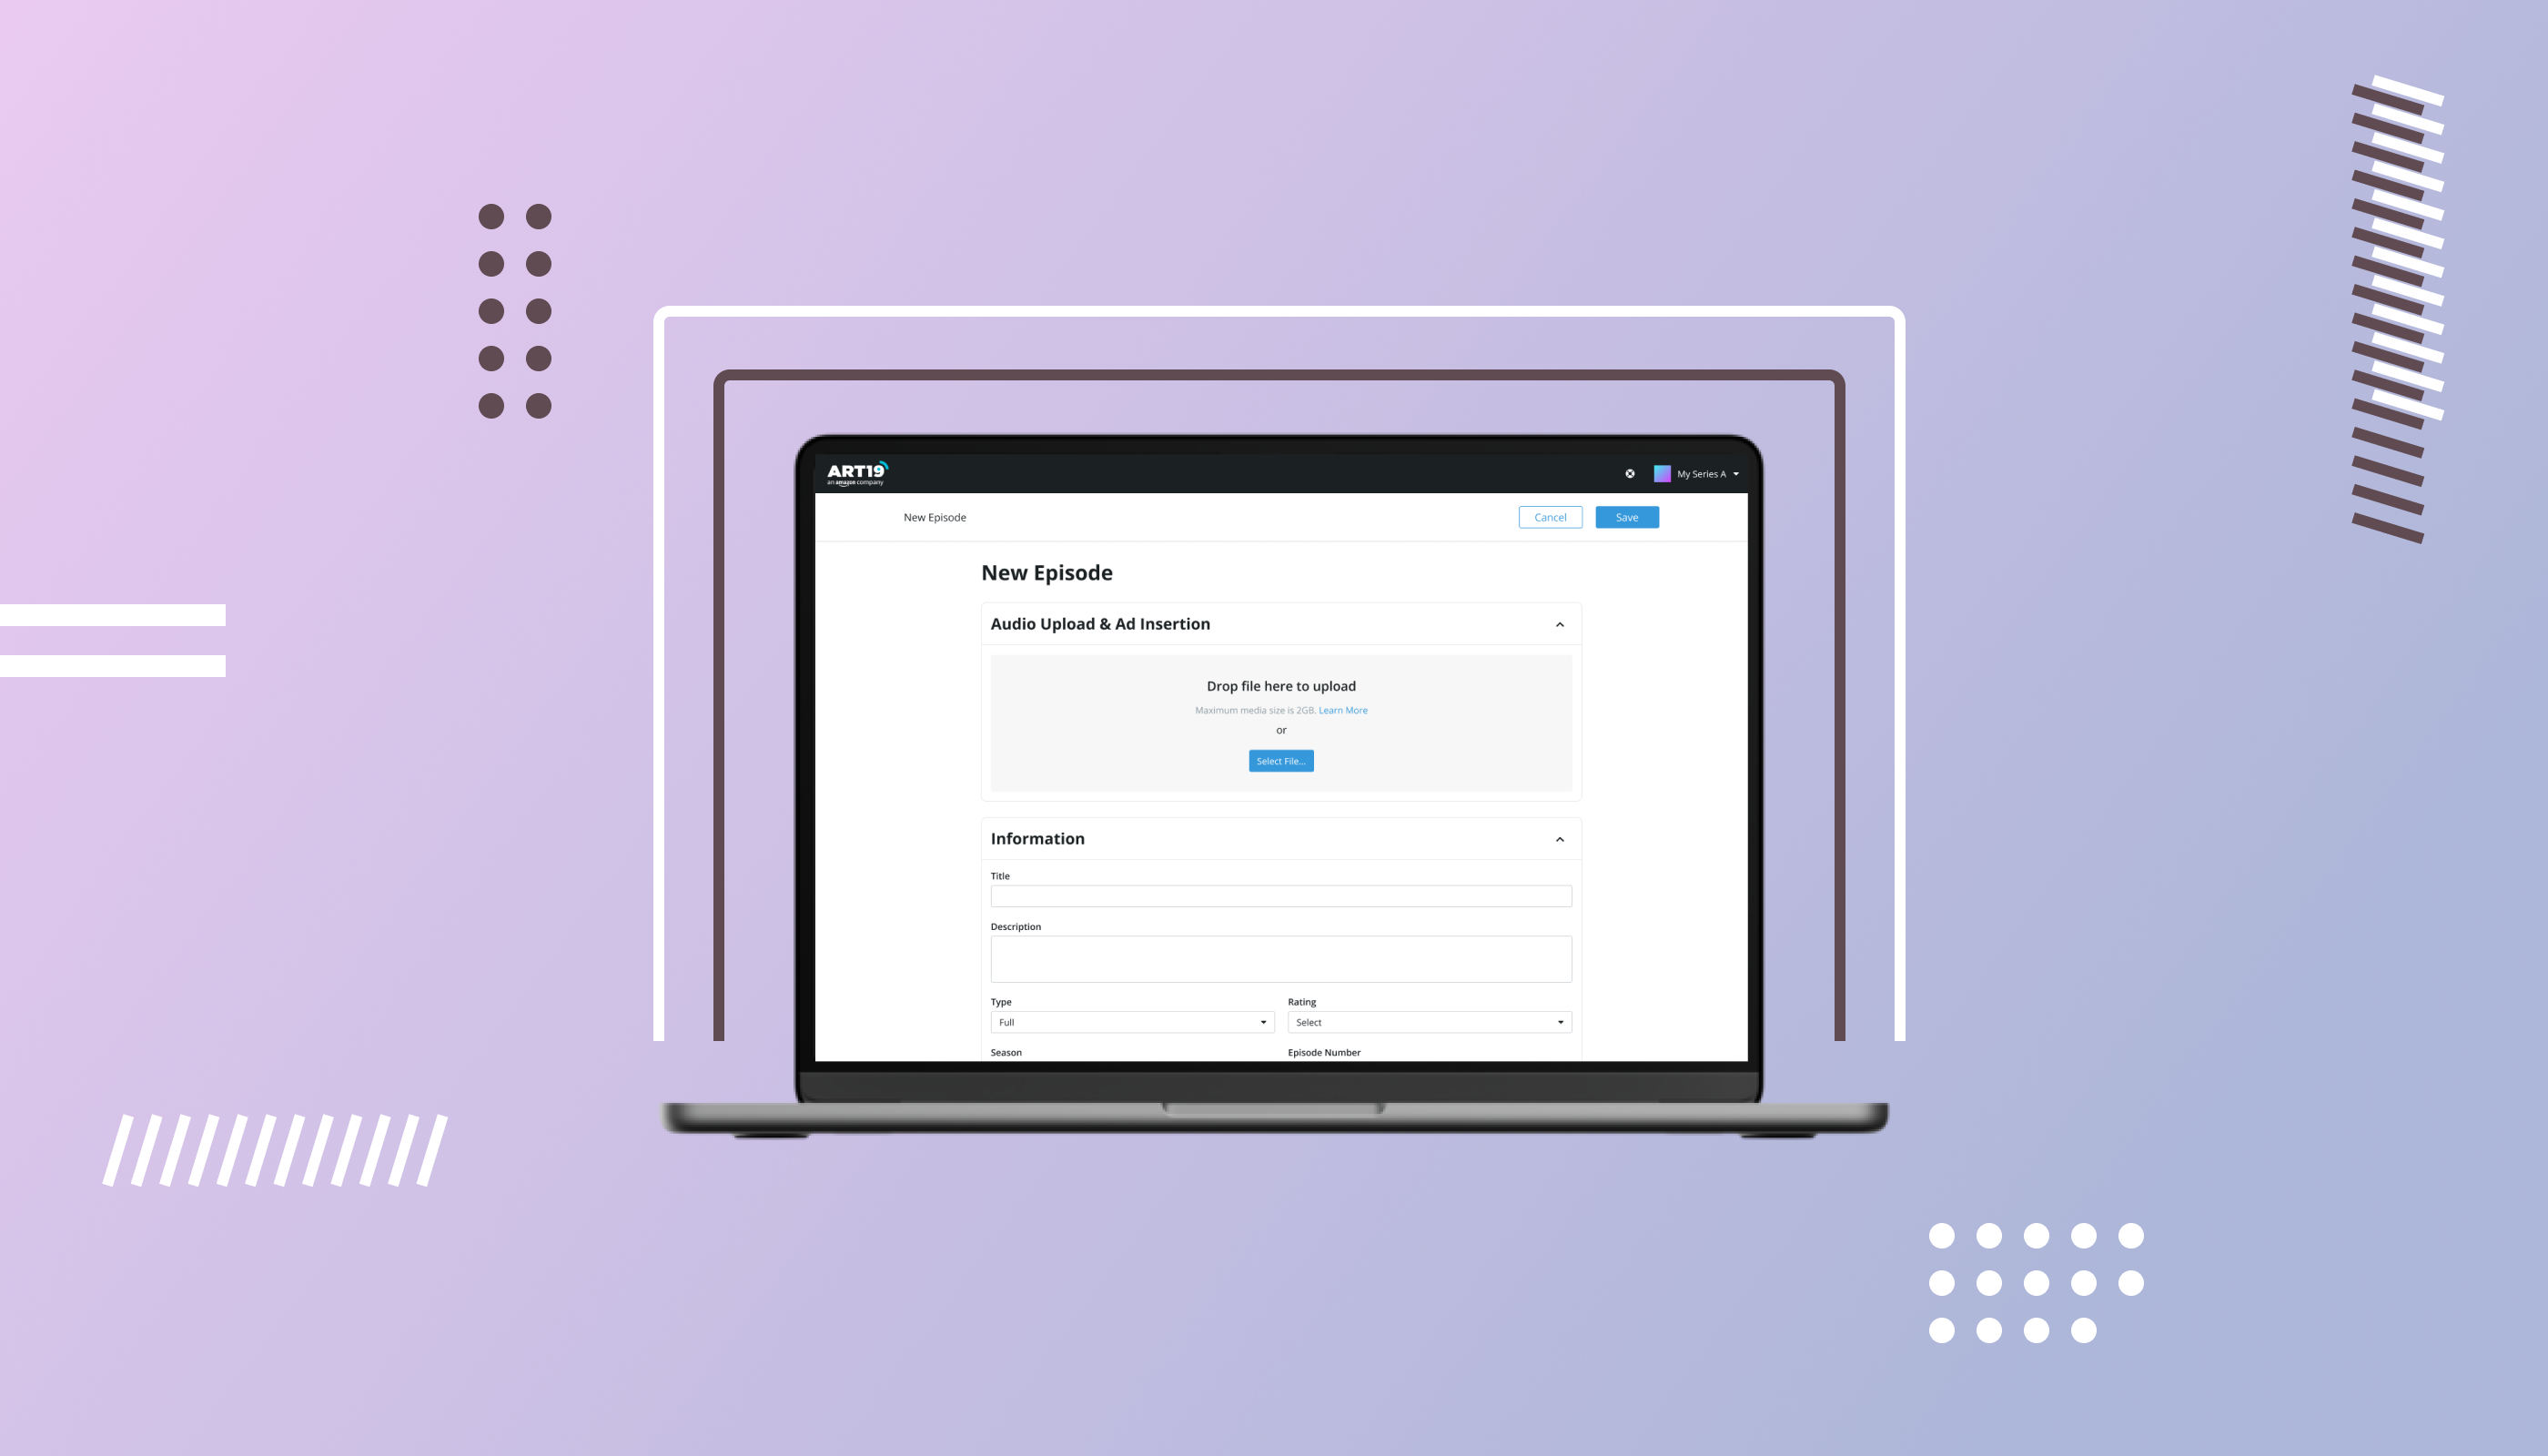 ART19
an amazon company
My Series A
New Episode
Cancel
Save
New Episode
Audio Upload & Ad Insertion
Drop file here to upload
Maximum media size is 2GB. Learn More
or
Select File...
Information
Title
Description
Type
Rating
Full
Select
Season
Episode Number